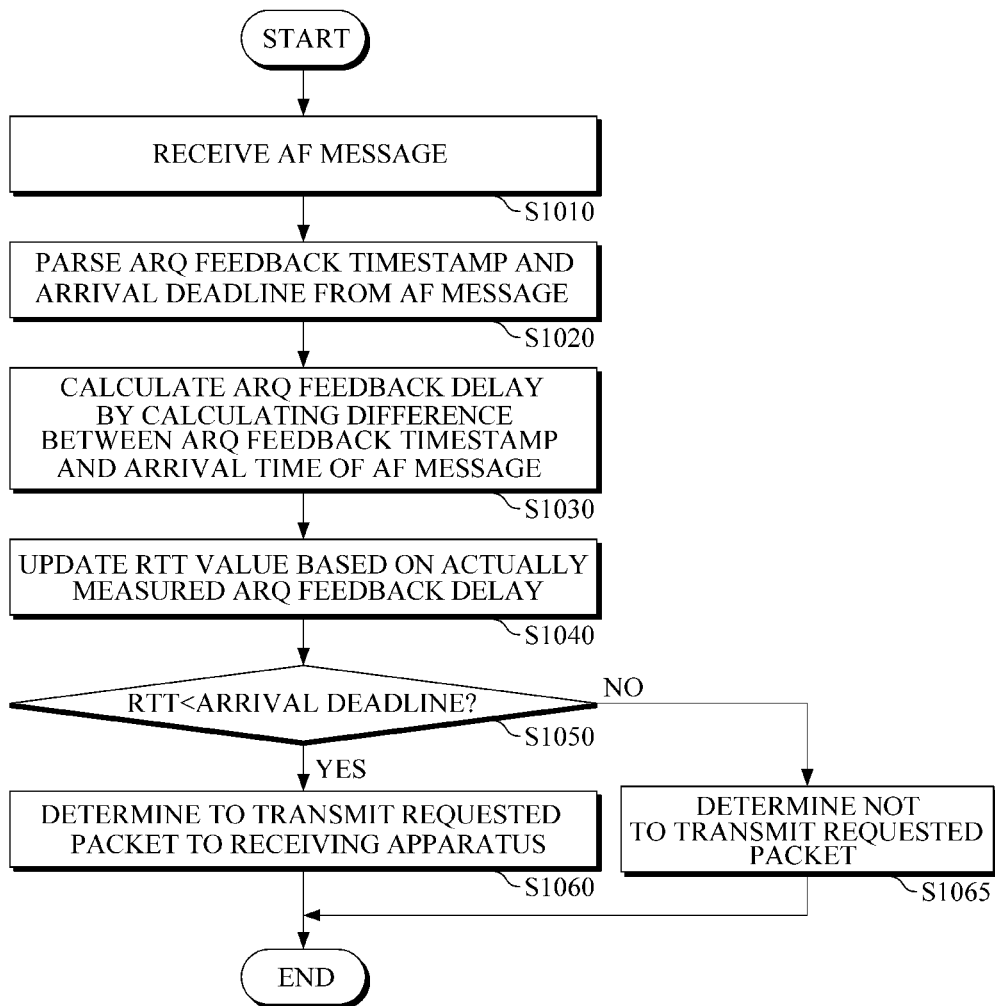 START
RECEIVE AF MESSAGE
S1010
PARSE ARQ FEEDBACK TIMESTAMP AND
ARRIVAL DEADLINE FROM AF MESSAGE
S1020
CALCULATE ARQ FEEDBACK DELAY
BY CALCULATING DIFFERENCE
BETWEEN ARQ FEEDBACK TIMESTAMP
AND ARRIVAL TIME OF AF MESSAGE
S1030
UPDATE RTT VALUE BASED ON ACTUALLY
MEASURED ARQ FEEDBACK DELAY
S1040
RTT<ARRIVAL DEADLINE?
NO
S1050
YES
DETERMINE TO TRANSMIT REQUESTED
PACKET TO RECEIVING APPARATUS
S1060
DETERMINE NOT
TO TRANSMIT REQUESTED
PACKET
S1065
END